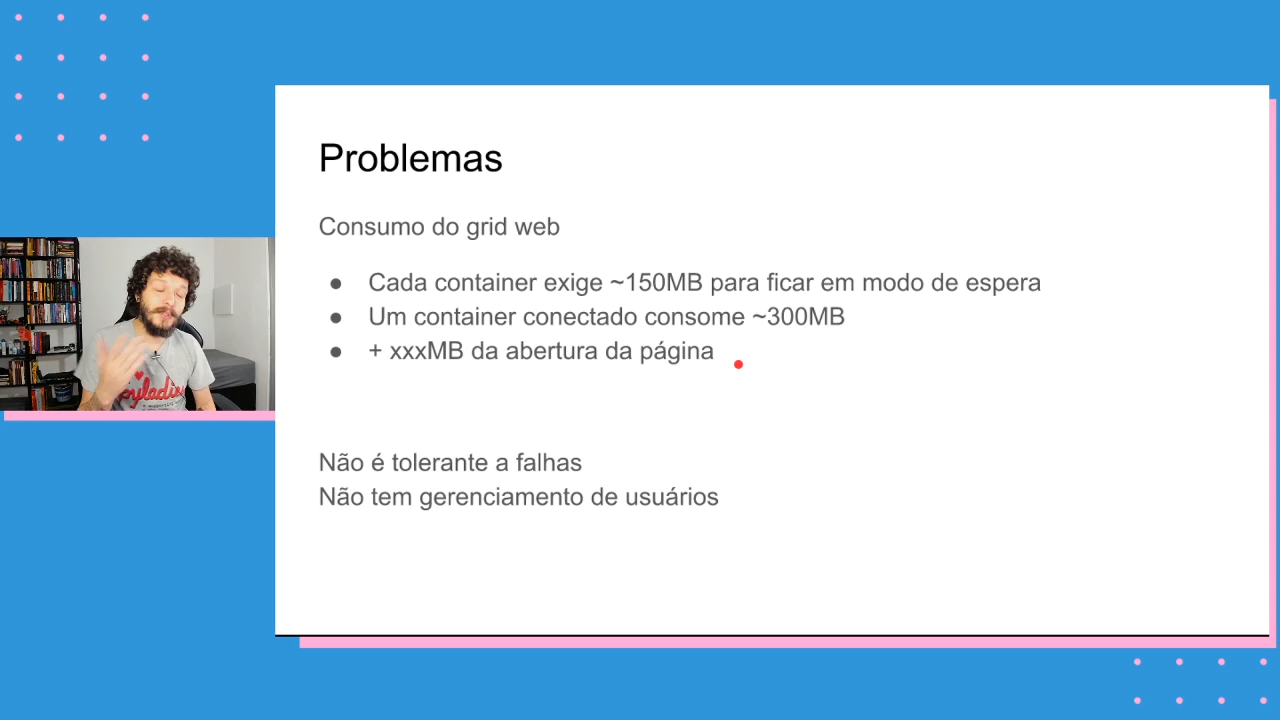 Problemas
Consumo do grid web
● Cada container exige ~150MB para ficar em modo de espera
● Um container conectado consome ~300MB
● + xxxMB da abertura da página
Não é tolerante a falhas
Não tem gerenciamento de usuários